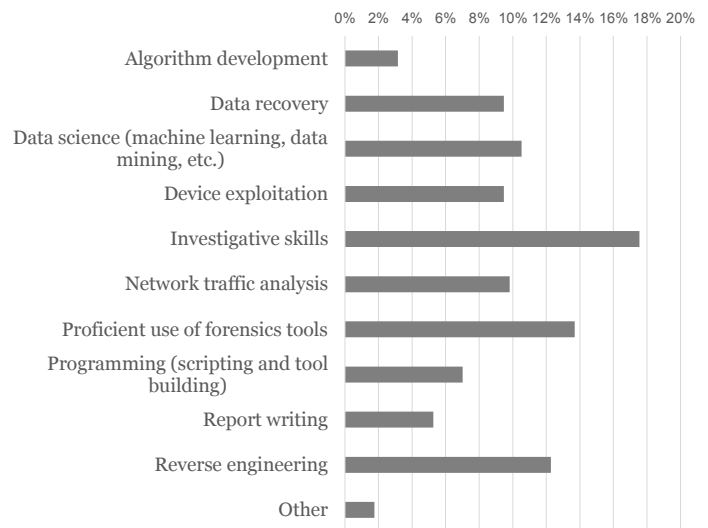 0% 2% 4% 6% 8% 10% 12% 14% 16% 18% 20%
Algorithm development
Data recovery
Data science (machine learning, data
mining, etc.)
Device exploitation
Investigative skills
Network traffic analysis
Proficient use of forensics tools
Programming (scripting and tool
building)
Report writing
Reverse engineering
Other